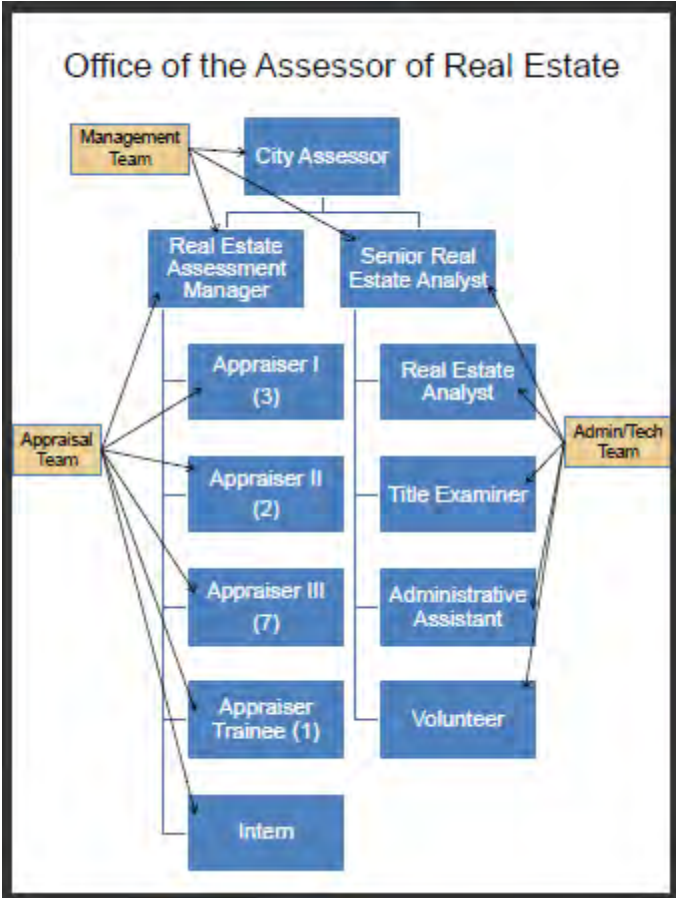 Office of the Assessor of Real Estate
Management
Team
City Assessor
Real Estate
Assessment
Manager
Senior Real
Estate Analyst
Appraiser I
(3)
Real Estate
Analyst
Appraisal
Team
Admin/Tech
Team
Appraiser II
(2)
Title Examiner
Appraiser III
(7)
Administrative
Assistant
Appraiser
Trainee (1)
Volunteer
Intern